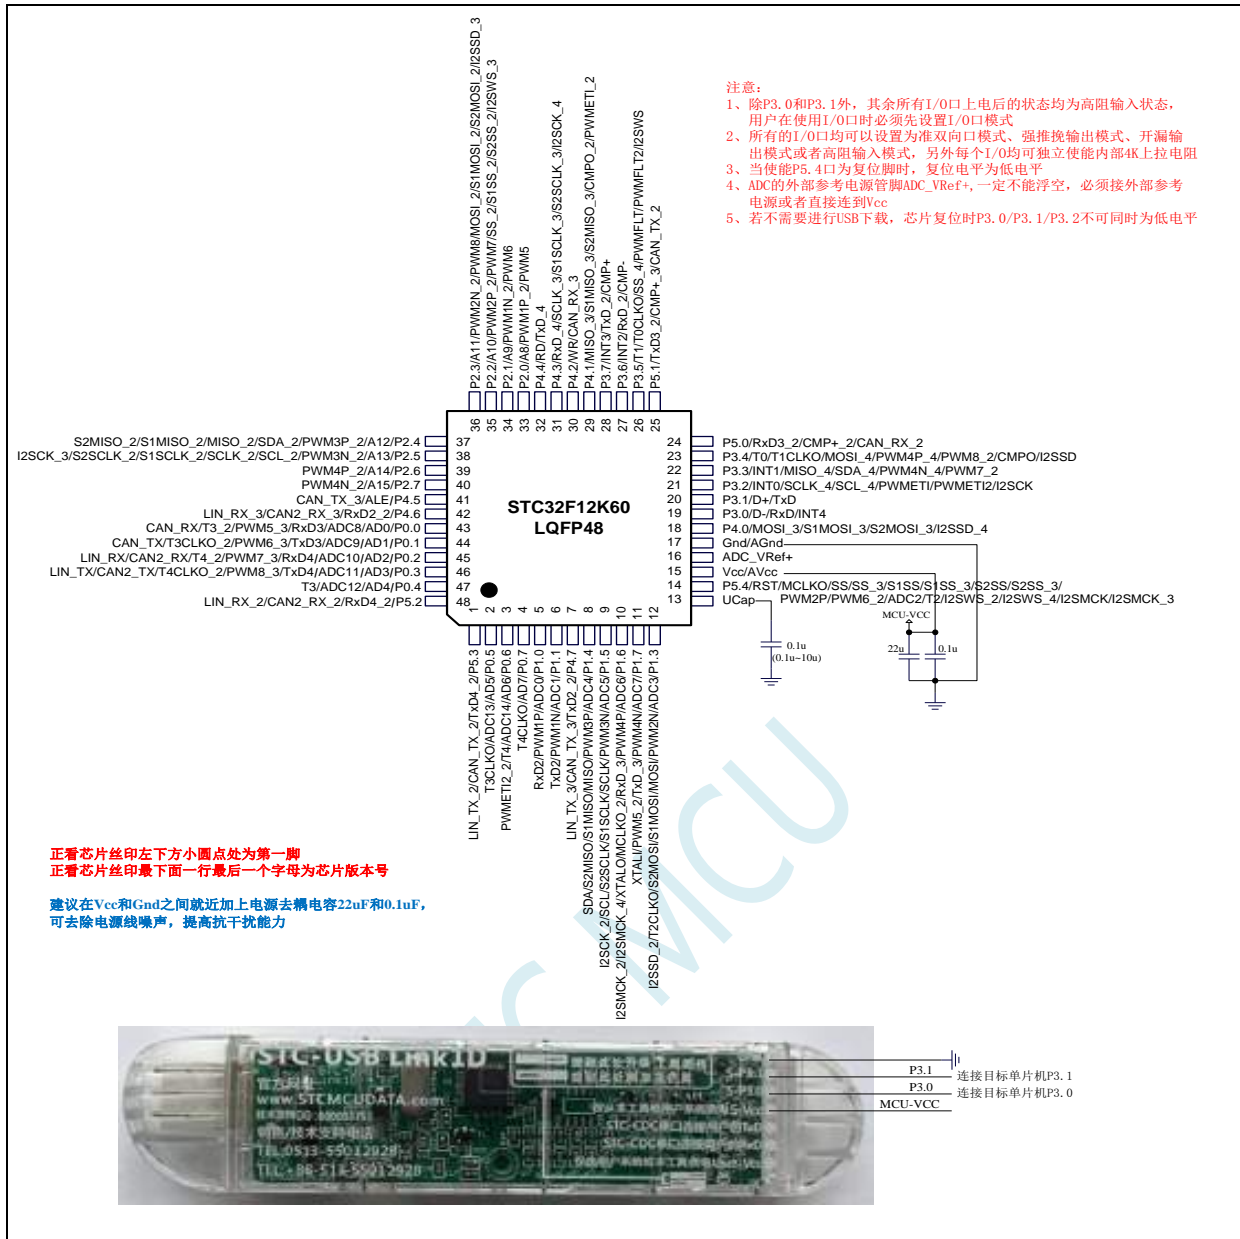 P2.3/A11/PWM2N_2/PWM8/MOSI_2/S1MOSI_2/S2MOSI_2/I2SSD_3
P2.2/A10/PWM2P_2/PWM7/SS_2/S1SS_2/S2SS_2/I2SWS_3
P2.1/A9/PWM1N_2/PWM6
P2.0/A8/PWM1P_2/PWM5
P4.4/RD/TxD_4
P4.3/RxD_4/SCLK_3/S1SCLK_3/S2SCLK_3/I2SCK_4
P4.2/WR/CAN_RX_3
P4.1/MISO_3/S1MISO_3/S2MISO_3/CMPO_2/PWMETI_2
P3.7/INT3/TxD_2/CMP+
P3.6/INT2/RxD_2/CMP-
P3.5/T1/T0CLKO/SS_4/PWMFLT/PWMFLT2/I2SWS
P5.1/TxD3_2/CMP+_3/CAN_TX_2
注意：
1、除P3.0和P3.1外，其余所有I/O口上电后的状态均为高阻输入状态，
用户在使用I/O口时必须先设置I/O口模式
2、所有的I/O口均可以设置为准双向口模式、强推挽输出模式、开漏输
出模式或者高阻输入模式，另外每个I/O均可独立使能内部4K上拉电阻
3、当使能P5.4口为复位脚时，复位电平为低电平
4、ADC的外部参考电源管脚ADC_VRef+,一定不能浮空，必须接外部参考
电源或者直接连到Vcc
5、若不需要进行USB下载，芯片复位时P3.0/P3.1/P3.2不可同时为低电平
36 35 34 33 32 31 30 29 28 27 26 25
S2MISO_2/S1MISO_2/MISO_2/SDA_2/PWM3P_2/A12/P2.4 37
I2SCK_3/S2SCLK_2/S1SCLK_2/SCLK_2/SCL_2/PWM3N_2/A13/P2.5 38
PWM4P_2/A14/P2.6 39
PWM4N_2/A15/P2.7 40
CAN_TX_3/ALE/P4.5 41
LIN_RX_3/CAN2_RX_3/RxD2_2/P4.6 42
CAN_RX/T3_2/PWM5_3/RxD3/ADC8/AD0/P0.0 43
CAN_TX/T3CLKO_2/PWM6_3/TxD3/ADC9/AD1/P0.1 44
LIN_RX/CAN2_RX/T4_2/PWM7_3/RxD4/ADC10/AD2/P0.2 45
LIN_TX/CAN2_TX/T4CLKO_2/PWM8_3/TxD4/ADC11/AD3/P0.3 46
T3/ADC12/AD4/P0.4 47
LIN_RX_2/CAN2_RX_2/RxD4_2/P5.2 48
STC32F12K60
LQFP48
24 P5.0/RxD3_2/CMP+_2/CAN_RX_2
23 P3.4/T0/T1CLKO/MOSI_4/PWM4P_4/PWM8_2/CMPO/I2SSD
22 P3.3/INT1/MISO_4/SDA_4/PWM4N_4/PWM7_2
21 P3.2/INT0/SCLK_4/SCL_4/PWMETI/PWMETI2/I2SCK
20 P3.1/D+/TxD
19 P3.0/D-/RxD/INT4
18 P4.0/MOSI_3/S1MOSI_3/S2MOSI_3/I2SSD_4
17 Gnd/AGnd
16 ADC_VRef+
15 Vcc/AVcc
14 P5.4/RST/MCLKO/SS/SS_3/S1SS/S1SS_3/S2SS/S2SS_3/
PWM2P/PWM6_2/ADC2/T2/I2SWS_2/I2SWS_4/I2SMCK/I2SMCK_3
13 UCap
MCU-VCC
0.1u
(0.1u~10u)
22u
0.1u
1 2 3 4 5 6 7 8 9 10 11 12
LIN_TX_2/CAN_TX_2/TxD4_2/P5.3
T3CLKO/ADC13/AD5/P0.5
PWMETI2_2/T4/ADC14/AD6/P0.6
T4CLKO/AD7/P0.7
RxD2/PWM1P/ADC0/P1.0
TxD2/PWM1N/ADC1/P1.1
LIN_TX_3/CAN_TX_3/TxD2_2/P4.7
SDA/S2MISO/S1MISO/MISO/PWM3P/ADC4/P1.4
I2SCK_2/SCL/S2SCLK/S1SCLK/SCLK/PWM3N/ADC5/P1.5
I2SMCK_2/I2SMCK_4/XTALO/MCLKO_2/RxD_3/PWM4P/ADC6/P1.6
XTALI/PWM5_2/TxD_3/PWM4N/ADC7/P1.7
I2SSD_2/T2CLKO/S2MOSI/S1MOSI/MOSI/PWM2N/ADC3/P1.3
正看芯片丝印左下方小圆点处为第一脚
正看芯片丝印最下面一行最后一个字母为芯片版本号
建议在Vcc和Gnd之间就近加上电源去耦电容22uF和0.1uF，
可去除电源线噪声，提高抗干扰能力
MCU
STC-USB Link1D
www.STCMCUDATA.com
TEL:0513-55012928
TEL:+86-513-55012928
P3.1 连接目标单片机P3.1
P3.0 连接目标单片机P3.0
MCU-VCC